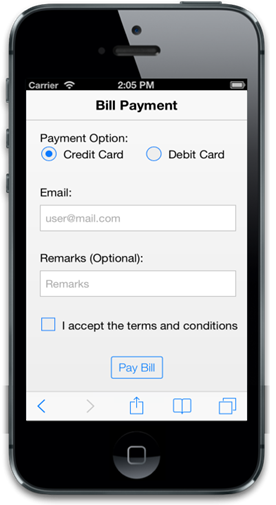 Carrier 2:05 PM
Bill Payment
Payment Option:
Credit Card Debit Card
Email:
user@mail.com
Remarks (Optional):
Remarks
I accept the terms and conditions
Pay Bill